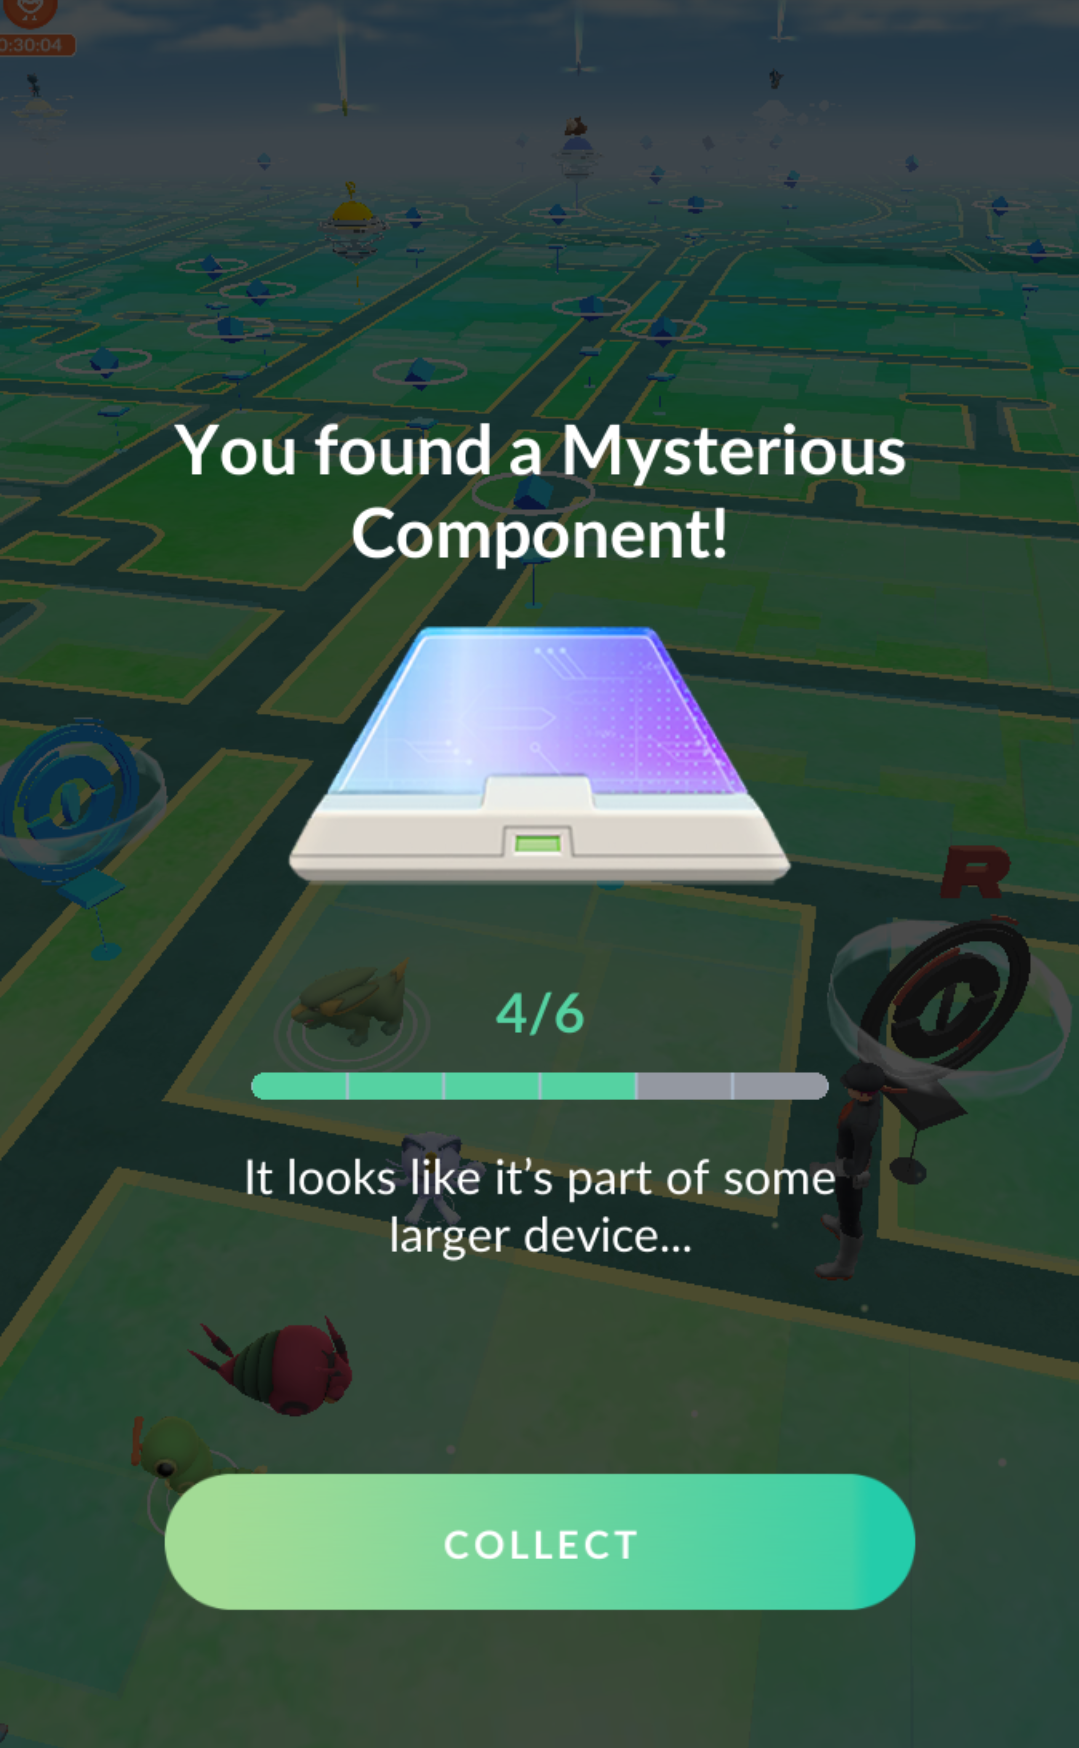 0:30:04
You found a Mysterious
Component!
R
4/6
It looks like it’s part of some
larger device...
COLLECT